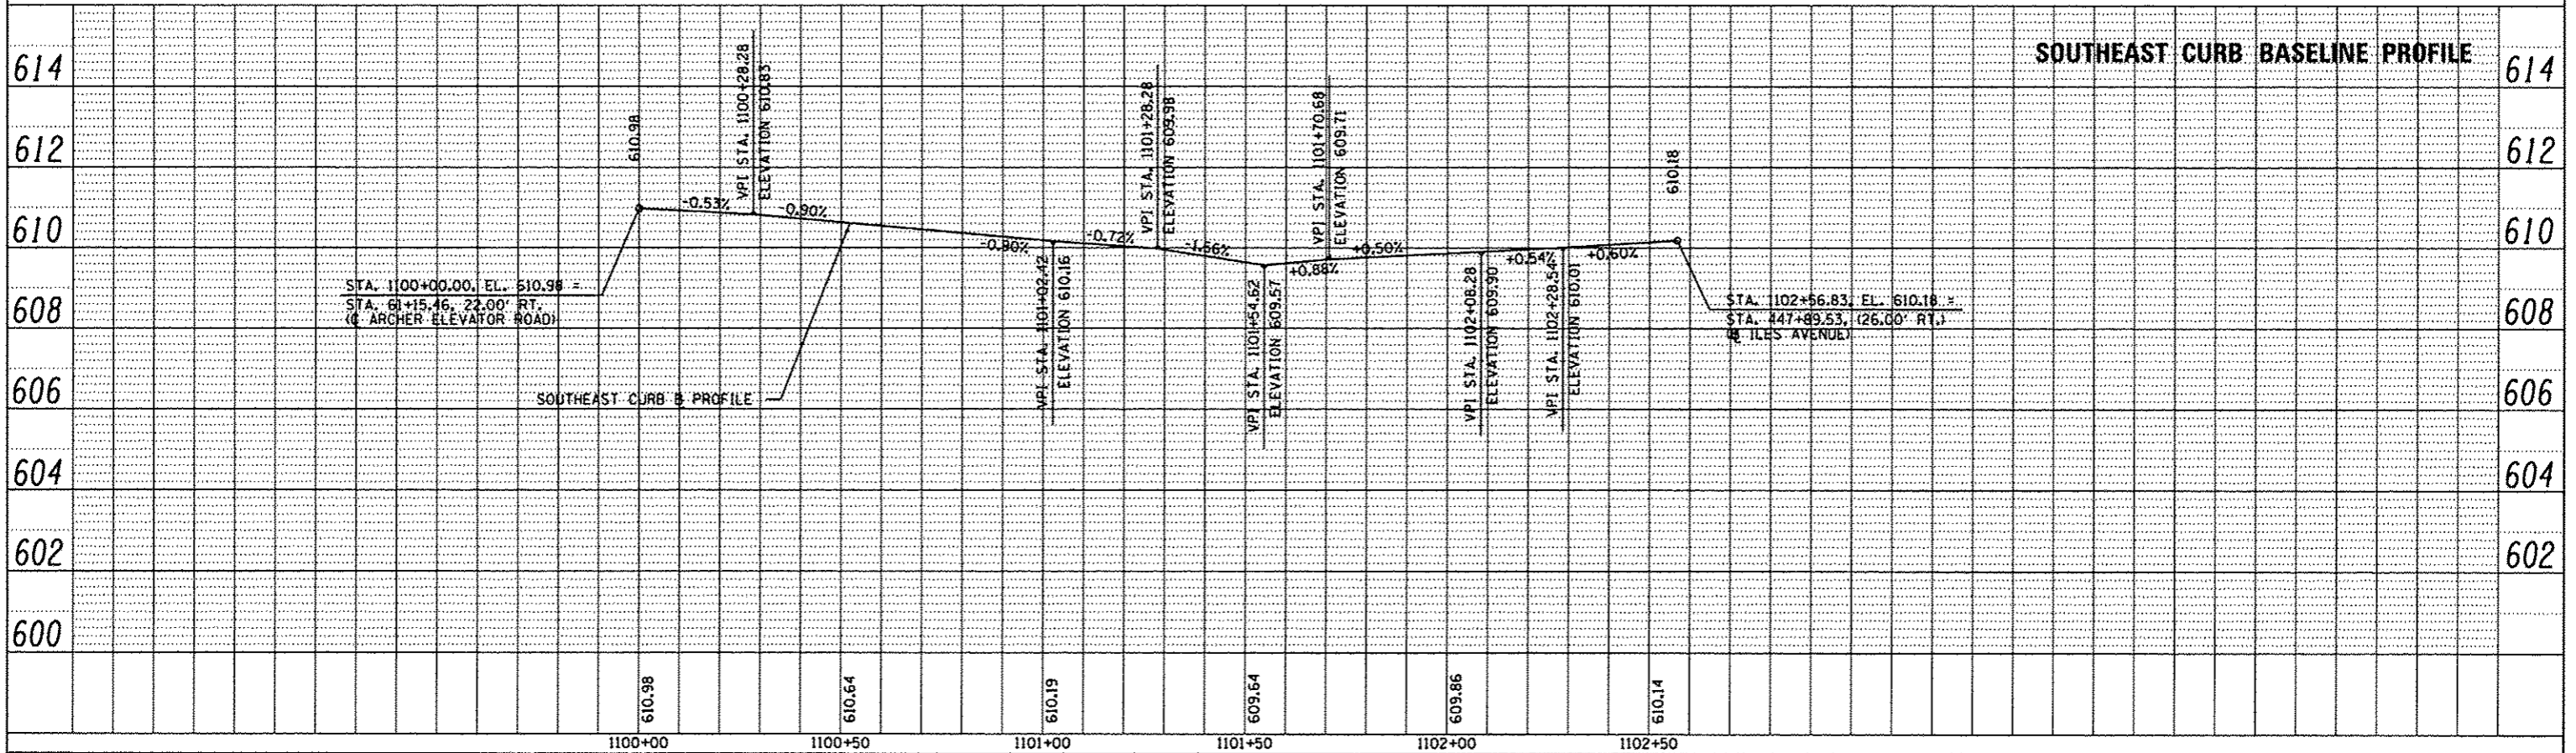 SOUTHEAST CURB BASELINE PROFILE
614
614
612
612
610
610
608
608
606
606
604
604
602
602
600
610.98
VPI STA. 1100+28.28
ELEVATION 610.83
VPI STA. 1101+28.28
ELEVATION 609.98
VPI STA. 1101+70.68
ELEVATION 609.71
610.18
-0.53%
-0.90%
-0.90%
-0.72%
-1.56%
+0.88%
+0.50%
+0.54%
+0.60%
VPI STA. 1101+02.42
ELEVATION 610.16
VPI STA. 1101+54.62
ELEVATION 609.57
VPI STA. 1102+08.28
ELEVATION 609.90
VPI STA. 1102+28.54
ELEVATION 610.01
STA. 1100+00.00, EL. 610.98 =
STA. 61+15.46, 22.00' RT.
(℄ ARCHER ELEVATOR ROAD)
SOUTHEAST CURB B PROFILE
STA. 1102+56.83, EL. 610.18 =
STA. 447+89.53, (26.00' RT.)
ILES AVENUE)
610.98
610.64
610.19
609.64
609.86
610.14
1100+00
1100+50
1101+00
1101+50
1102+00
1102+50